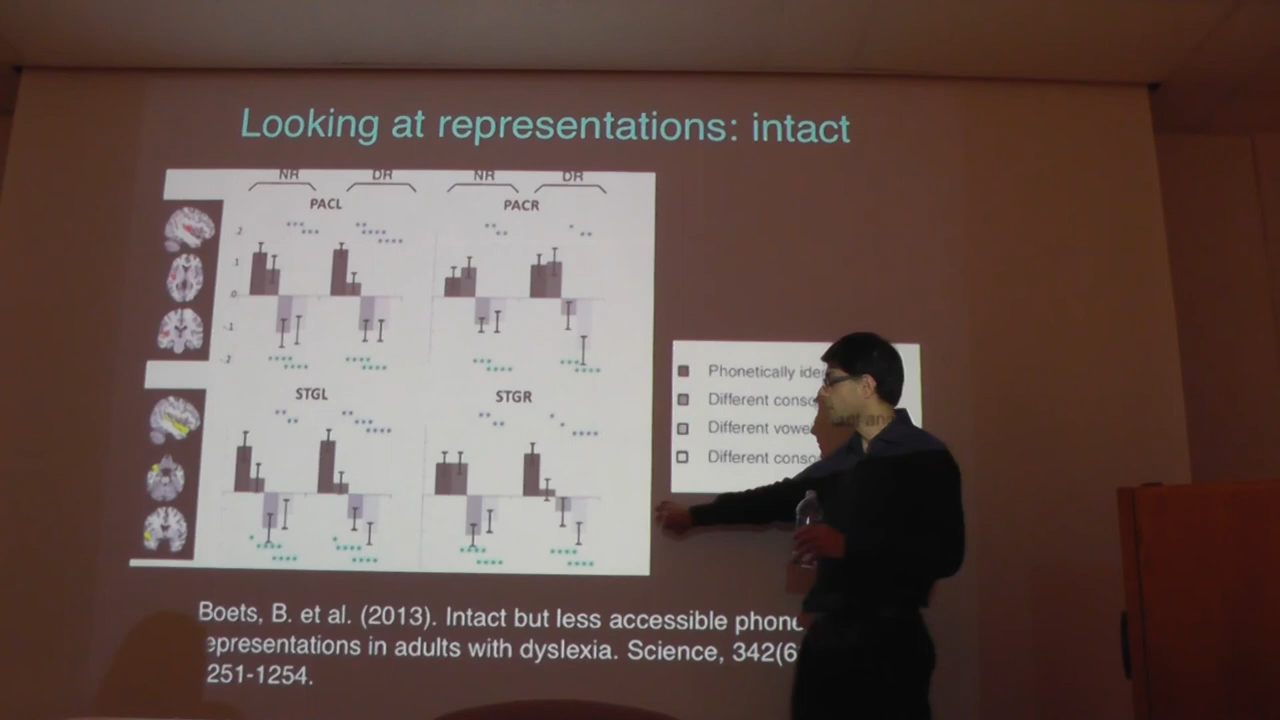 Looking at representations: intact
NR DR NR DR
PACL PACR
.2
.1
0
.1
.2
STGL STGR
Phonetically ide
Different conso
Different vowe
Different conso
Boets, B. et al. (2013). Intact but less accessible phone
epresentations in adults with dyslexia. Science, 342(6
251-1254.